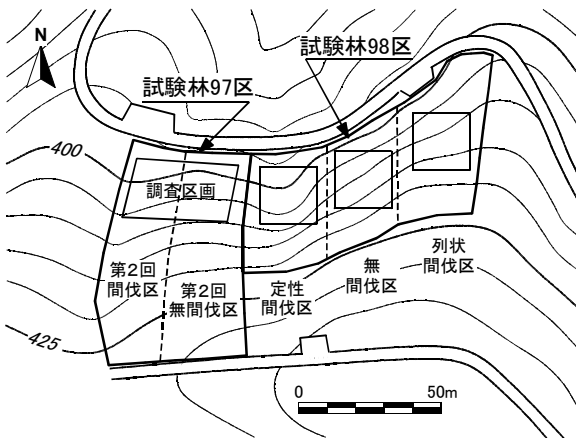 N
試験林98区
試験林97区
400
調査区画
第2回
間伐区
第2回
無間伐区
定性
間伐区
無
間伐区
列状
間伐区
425
0 50m